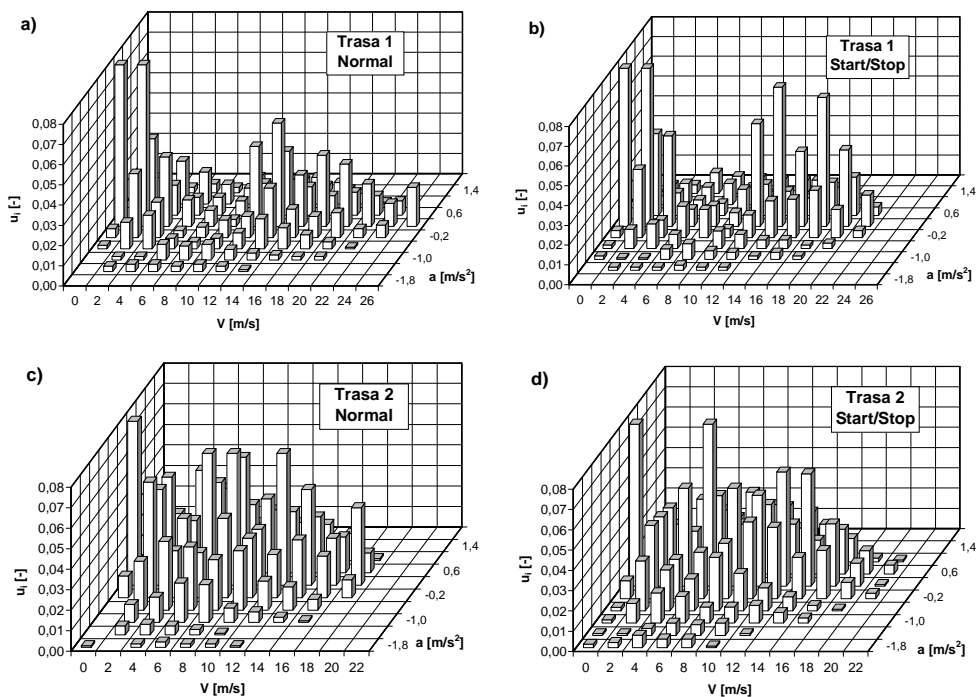 a)
Trasa 1
Normal
0,08
0,07
0,06
0,05
0,04
0,03
0,02
0,01
0,00
uᵢ [-]
0 2 4 6 8 10 12 14 16 18 20 22 24 26
V [m/s]
1,4
0,6
-0,2
-1,0
-1,8
a [m/s²]
b)
Trasa 1
Start/Stop
0,08
0,07
0,06
0,05
0,04
0,03
0,02
0,01
0,00
uᵢ [-]
0 2 4 6 8 10 12 14 16 18 20 22 24 26
V [m/s]
1,4
0,6
-0,2
-1,0
-1,8
a [m/s²]
c)
Trasa 2
Normal
0,08
0,07
0,06
0,05
0,04
0,03
0,02
0,01
0,00
uᵢ [-]
0 2 4 6 8 10 12 14 16 18 20 22
V [m/s]
1,4
0,6
-0,2
-1,0
-1,8
a [m/s²]
d)
Trasa 2
Start/Stop
0,08
0,07
0,06
0,05
0,04
0,03
0,02
0,01
0,00
uᵢ [-]
0 2 4 6 8 10 12 14 16 18 20 22
V [m/s]
1,4
0,6
-0,2
-1,0
-1,8
a [m/s²]